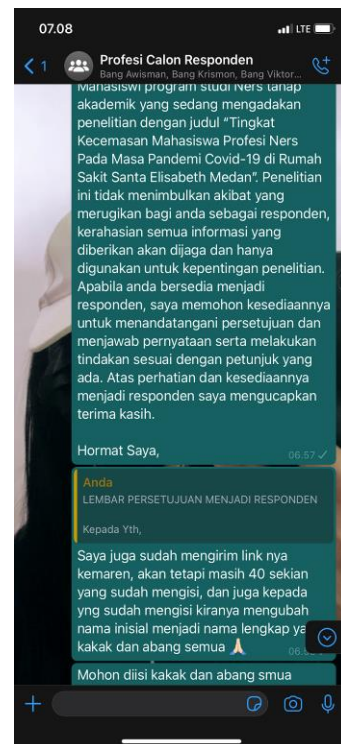 07.08
LTE
1
Profesi Calon Responden
Bang Awisman, Bang Krismon, Bang Viktor...
Mahasiswi program studi Ners tahap
akademik yang sedang mengadakan
penelitian dengan judul “Tingkat
Kecemasan Mahasiswa Profesi Ners
Pada Masa Pandemi Covid-19 di Rumah
Sakit Santa Elisabeth Medan”. Penelitian
ini tidak menimbulkan akibat yang
merugikan bagi anda sebagai responden,
kerahasian semua informasi yang
diberikan akan dijaga dan hanya
digunakan untuk kepentingan penelitian.
Apabila anda bersedia menjadi
responden, saya memohon kesediaannya
untuk menandatangani persetujuan dan
menjawab pernyataan serta melakukan
tindakan sesuai dengan petunjuk yang
ada. Atas perhatian dan kesediaannya
menjadi responden saya mengucapkan
terima kasih.
Hormat Saya,
06.57
Anda
LEMBAR PERSETUJUAN MENJADI RESPONDEN
Kepada Yth,
Saya juga sudah mengirim link nya
kemaren, akan tetapi masih 40 sekian
yang sudah mengisi, dan juga kepada
yng sudah mengisi kiranya mengubah
nama inisial menjadi nama lengkap ya
kakak dan abang semua 🙏
Mohon diisi kakak dan abang smua